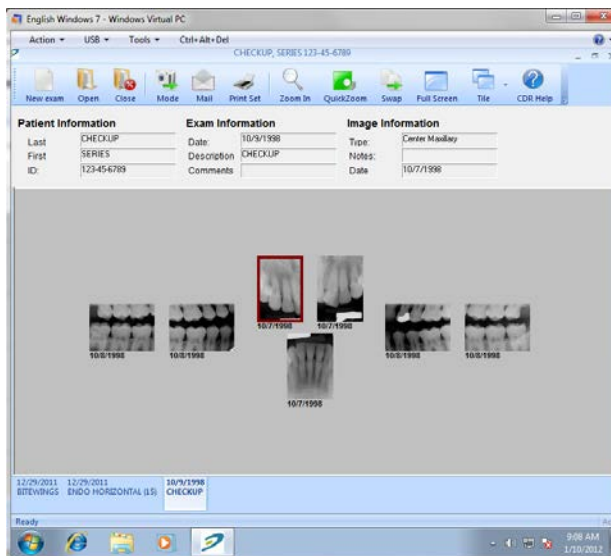 English Windows 7 - Windows Virtual PC
Action USB Tools Ctrl+Alt+Del
CHECKUP, SERIES 123-45-6789
New exam Open Close Mode Mail Print Set Zoom In QuickZoom Swap Full Screen Tile CDR Help
Patient Information Exam Information Image Information
Last CHECKUP Date: 10/9/1998 Type: Center Maxillary
First SERIES Description CHECKUP Notes:
ID: 123-45-6789 Comments Date 10/7/1998
10/7/1998 10/7/1998
10/8/1998 10/8/1998 10/8/1998 10/8/1998
10/7/1998
12/29/2011 12/29/2011 10/9/1998
BITEWINGS ENDO HORIZONTAL (15) CHECKUP
Ready
9:08 AM
1/10/2012